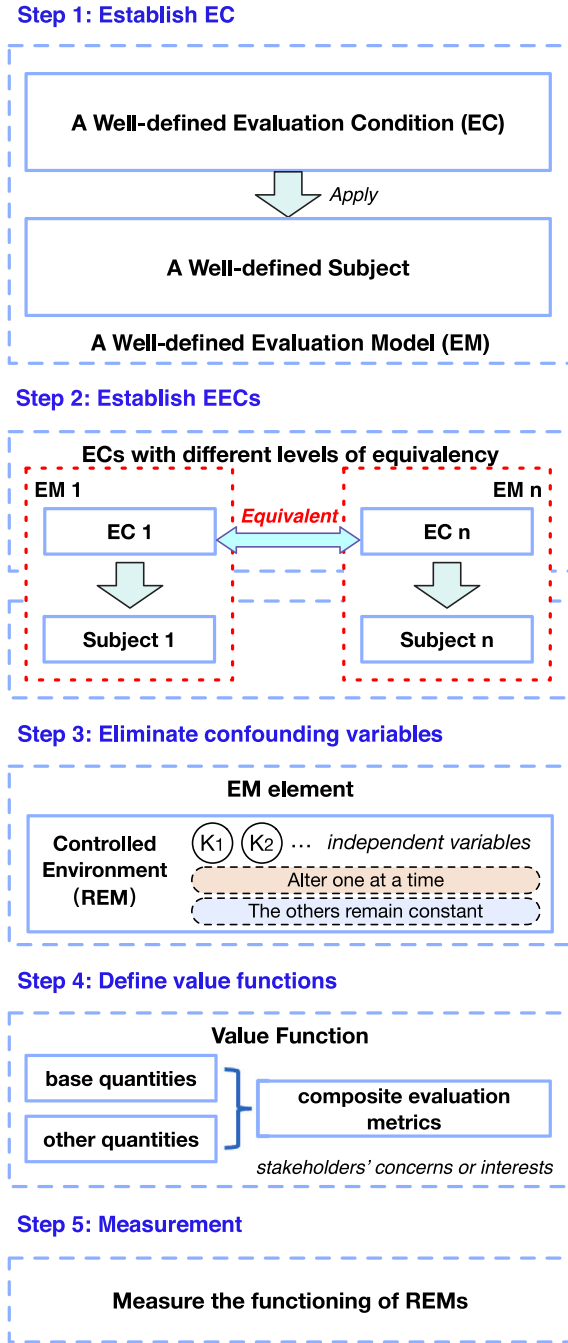 Step 1: Establish EC
A Well-defined Evaluation Condition (EC)
Apply
A Well-defined Subject
A Well-defined Evaluation Model (EM)
Step 2: Establish EECs
ECs with different levels of equivalency
EM 1
EM n
Equivalent
EC 1
EC n
Subject 1
Subject n
Step 3: Eliminate confounding variables
EM element
Controlled
Environment
(REM)
K1 K2 ... independent variables
Alter one at a time
The others remain constant
Step 4: Define value functions
Value Function
base quantities
other quantities
composite evaluation
metrics
stakeholders' concerns or interests
Step 5: Measurement
Measure the functioning of REMs